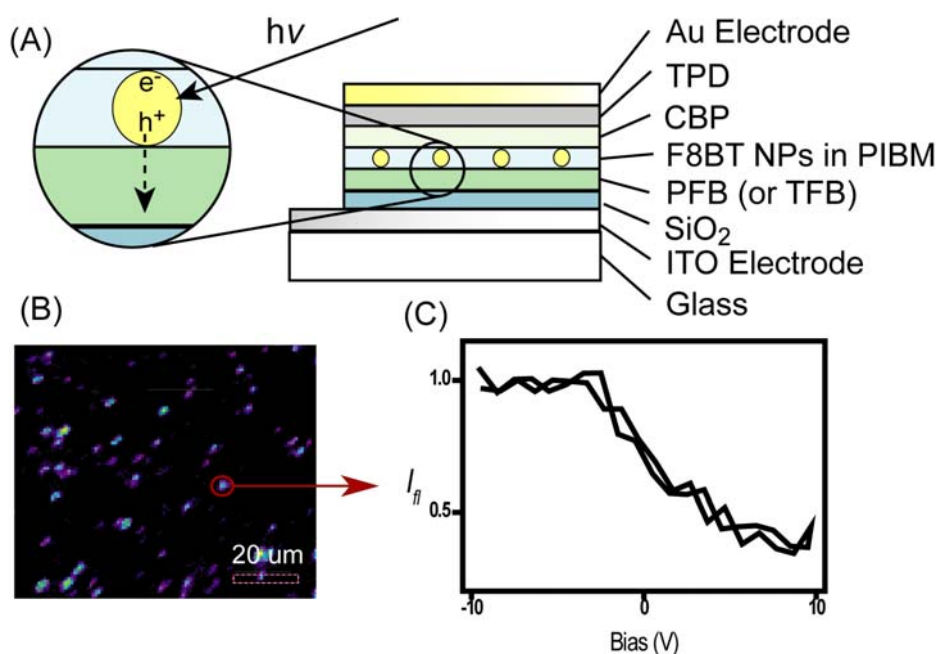 (A)
hν
e-
h+
Au Electrode
TPD
CBP
F8BT NPs in PIBM
PFB (or TFB)
SiO2
ITO Electrode
Glass
(B)
20 um
(C)
1.0
Ifl
0.5
-10
0
10
Bias (V)